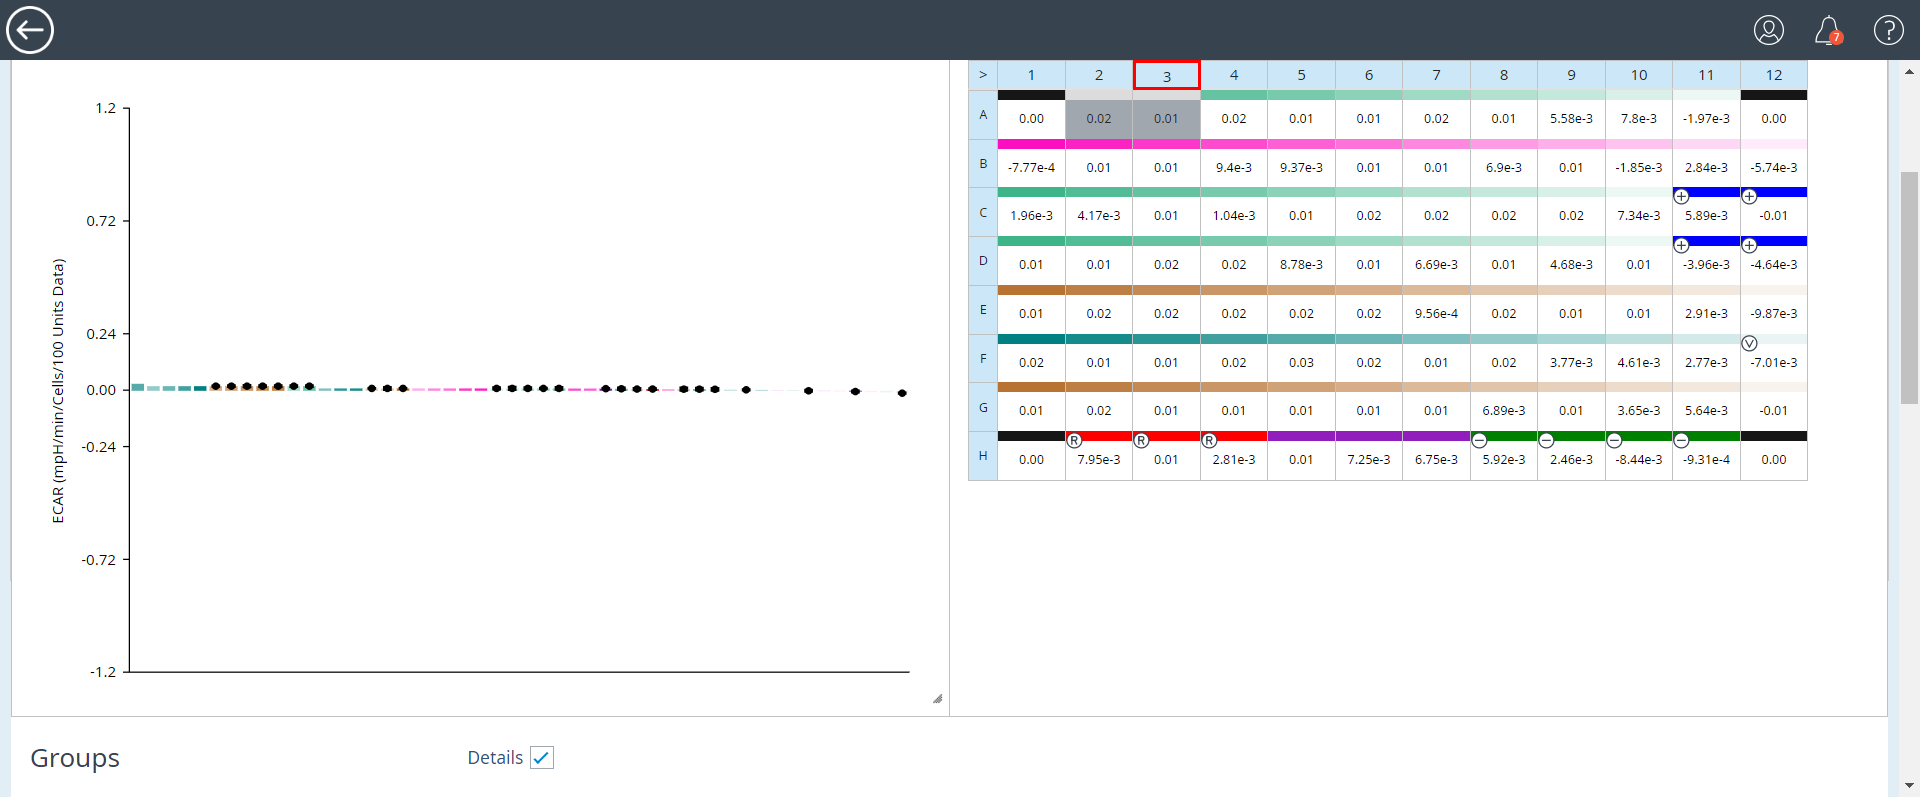 7 ?
1.2
0.72
0.24
0.00
-0.24
-0.72
-1.2
ECAR (mpH/min/Cells/100 Units Data)
> 1 2 3 4 5 6 7 8 9 10 11 12
A 0.00 0.02 0.01 0.02 0.01 0.01 0.02 0.01 5.58e-3 7.8e-3 -1.97e-3 0.00
B -7.77e-4 0.01 0.01 9.4e-3 9.37e-3 0.01 0.01 6.9e-3 0.01 -1.85e-3 2.84e-3 -5.74e-3
+ +
C 1.96e-3 4.17e-3 0.01 1.04e-3 0.01 0.02 0.02 0.02 0.02 7.34e-3 5.89e-3 -0.01
+ +
D 0.01 0.01 0.02 0.02 8.78e-3 0.01 6.69e-3 0.01 4.68e-3 0.01 -3.96e-3 -4.64e-3
E 0.01 0.02 0.02 0.02 0.02 0.02 9.56e-4 0.02 0.01 0.01 2.91e-3 -9.87e-3
V
F 0.02 0.01 0.01 0.02 0.03 0.02 0.01 0.02 3.77e-3 4.61e-3 2.77e-3 -7.01e-3
G 0.01 0.02 0.01 0.01 0.01 0.01 0.01 6.89e-3 0.01 3.65e-3 5.64e-3 -0.01
R R R − − − −
H 0.00 7.95e-3 0.01 2.81e-3 0.01 7.25e-3 6.75e-3 5.92e-3 2.46e-3 -8.44e-3 -9.31e-4 0.00
Groups Details